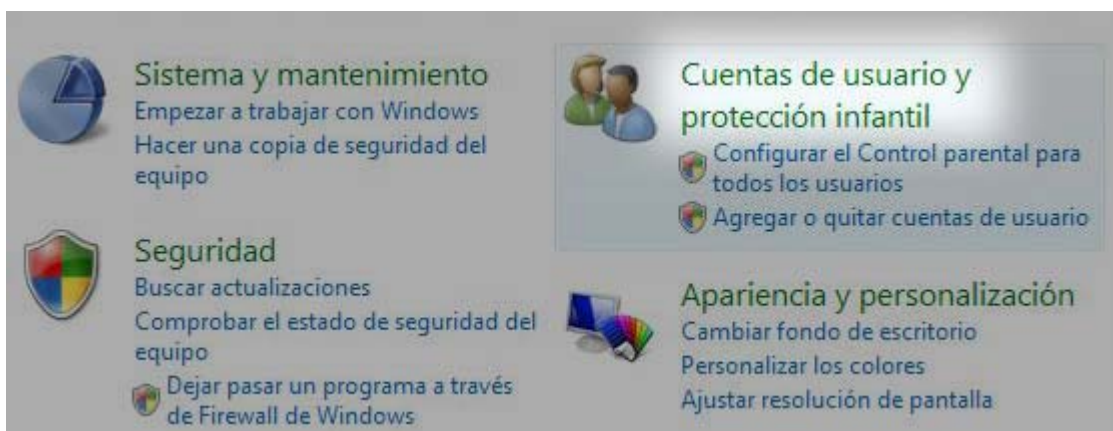 Sistema y mantenimiento
Empezar a trabajar con Windows
Hacer una copia de seguridad del
equipo
Seguridad
Buscar actualizaciones
Comprobar el estado de seguridad del
equipo
Dejar pasar un programa a través
de Firewall de Windows
Cuentas de usuario y
protección infantil
Configurar el Control parental para
todos los usuarios
Agregar o quitar cuentas de usuario
Apariencia y personalización
Cambiar fondo de escritorio
Personalizar los colores
Ajustar resolución de pantalla